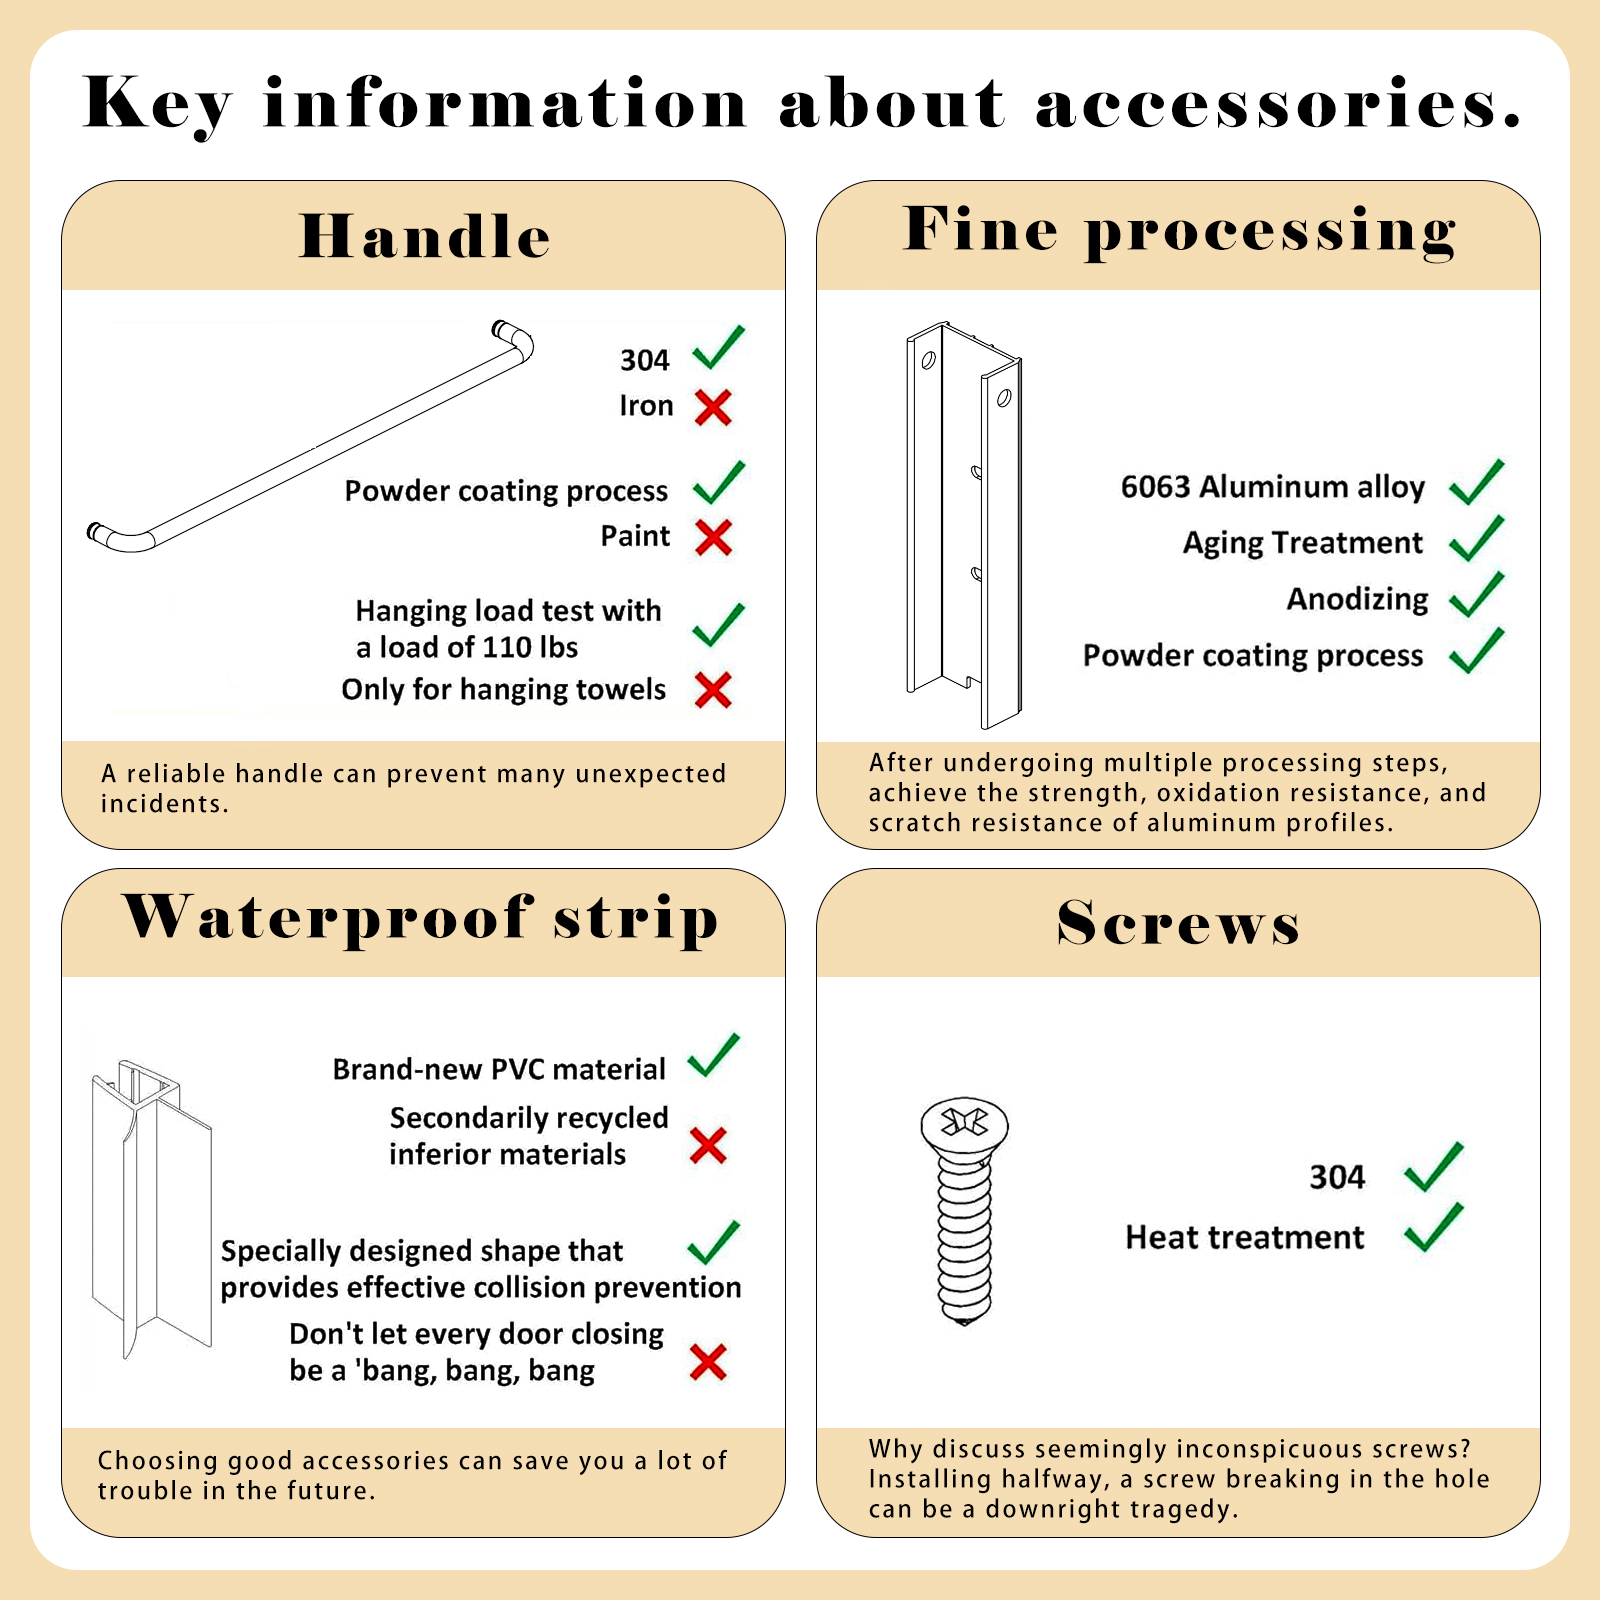 Key information about accessories.
Handle
304
Iron
Powder coating process
Paint
Hanging load test with
a load of 110 lbs
Only for hanging towels
A reliable handle can prevent many unexpected
incidents.
Fine processing
6063 Aluminum alloy
Aging Treatment
Anodizing
Powder coating process
After undergoing multiple processing steps,
achieve the strength, oxidation resistance, and
scratch resistance of aluminum profiles.
Waterproof strip
Brand-new PVC material
Secondarily recycled
inferior materials
Specially designed shape that
provides effective collision prevention
Don't let every door closing
be a 'bang, bang, bang
Choosing good accessories can save you a lot of
trouble in the future.
Screws
304
Heat treatment
Why discuss seemingly inconspicuous screws?
Installing halfway, a screw breaking in the hole
can be a downright tragedy.